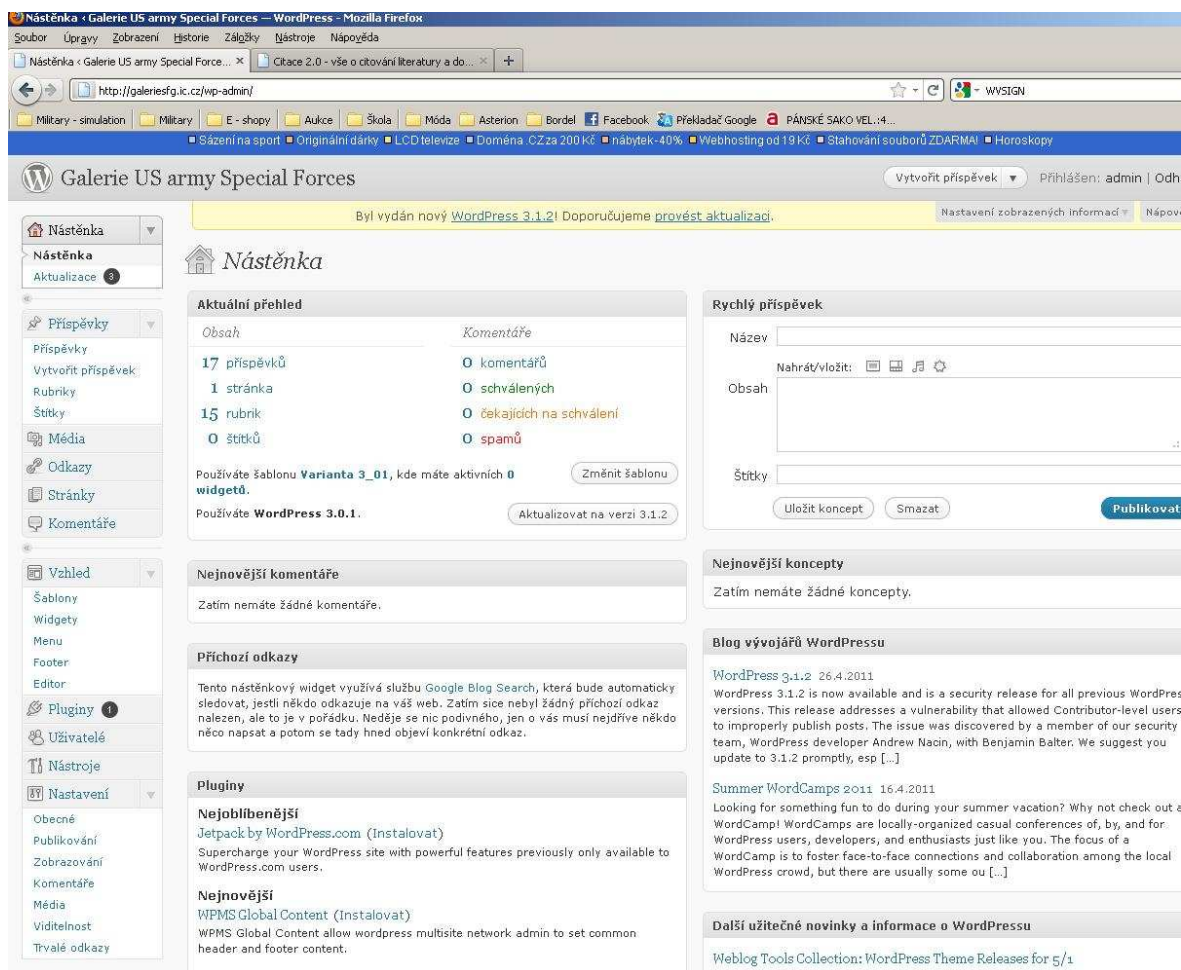 Nástěnka ‹ Galerie US army Special Forces — WordPress - Mozilla Firefox
Soubor Úpravy Zobrazení Historie Záložky Nástroje Nápověda
Nástěnka ‹ Galerie US army Special Force... × Citace 2.0 - vše o citování literatury a do... × +
http://galeriesfg.ic.cz/wp-admin/ WVSIGN
Military - simulation Military E - shopy Aukce Škola Móda Asterion Bordel Facebook Překladač Google PÁNSKÉ SAKO VEL.:4...
Sázení na sport Originální dárky LCD televize Doména .CZ za 200 Kč nábytek -40% Webhosting od 19 Kč Stahování souborů ZDARMA! Horoskopy
Galerie US army Special Forces Vytvořit příspěvek Přihlášen: admin | Odh
Byl vydán nový WordPress 3.1.2! Doporučujeme provést aktualizaci. Nastavení zobrazených informací Nápov
Nástěnka
Nástěnka
Aktualizace 3
Příspěvky
Příspěvky
Vytvořit příspěvek
Rubriky
Štítky
Média
Odkazy
Stránky
Komentáře
Vzhled
Šablony
Widgety
Menu
Footer
Editor
Pluginy 1
Uživatelé
Nástroje
Nastavení
Obecné
Publikování
Zobrazování
Komentáře
Média
Viditelnost
Trvalé odkazy
Nástěnka
Aktuální přehled
Obsah Komentáře
17 příspěvků 0 komentářů
1 stránka 0 schválených
15 rubrik 0 čekajících na schválení
0 štítků 0 spamů
Používáte šablonu Varianta 3_01, kde máte aktivních 0
widgetů. Změnit šablonu
Používáte WordPress 3.0.1. Aktualizovat na verzi 3.1.2
Nejnovější komentáře
Zatím nemáte žádné komentáře.
Příchozí odkazy
Tento nástěnkový widget využívá službu Google Blog Search, která bude automaticky
sledovat, jestli někdo odkazuje na váš web. Zatím sice nebyl žádný příchozí odkaz
nalezen, ale to je v pořádku. Neděje se nic podivného, jen o vás musí nejdříve někdo
něco napsat a potom se tady hned objeví konkrétní odkaz.
Pluginy
Nejoblíbenější
Jetpack by WordPress.com (Instalovat)
Supercharge your WordPress site with powerful features previously only available to
WordPress.com users.
Nejnovější
WPMS Global Content (Instalovat)
WPMS Global Content allow wordpress multisite network admin to set common
header and footer content.
Rychlý příspěvek
Název
Nahrát/vložit:
Obsah
Štítky
Uložit koncept Smazat Publikovat
Nejnovější koncepty
Zatím nemáte žádné koncepty.
Blog vývojářů WordPressu
WordPress 3.1.2 26.4.2011
WordPress 3.1.2 is now available and is a security release for all previous WordPres
versions. This release addresses a vulnerability that allowed Contributor-level users
to improperly publish posts. The issue was discovered by a member of our security
team, WordPress developer Andrew Nacin, with Benjamin Balter. We suggest you
update to 3.1.2 promptly, esp […]
Summer WordCamps 2011 16.4.2011
Looking for something fun to do during your summer vacation? Why not check out a
WordCamp! WordCamps are locally-organized casual conferences of, by, and for
WordPress users, developers, and enthusiasts just like you. The focus of a
WordCamp is to foster face-to-face connections and collaboration among the local
WordPress crowd, but there are usually some ou […]
Další užitečné novinky a informace o WordPressu
Weblog Tools Collection: WordPress Theme Releases for 5/1